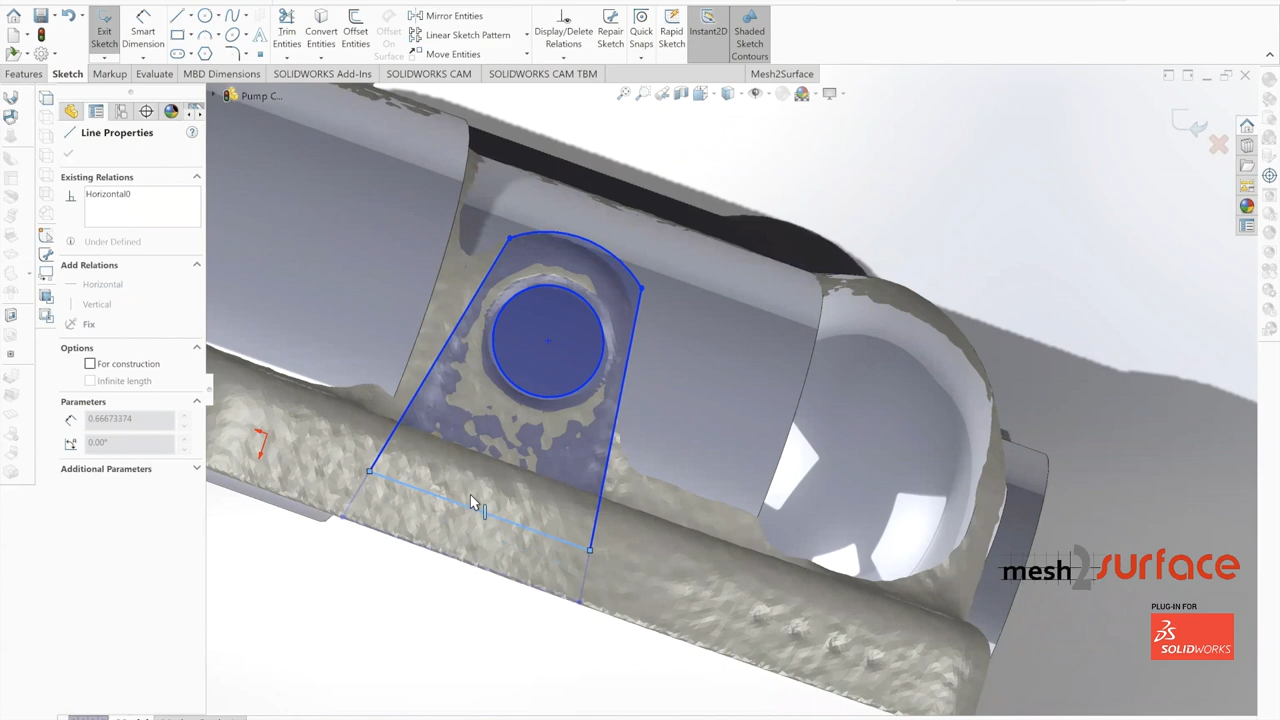 Exit Sketch
Smart Dimension
Trim Entities
Convert Entities
Offset Entities
Offset On Surface
Mirror Entities
Linear Sketch Pattern
Move Entities
Display/Delete Relations
Repair Sketch
Quick Snaps
Rapid Sketch
Instant2D
Shaded Sketch Contours
Features
Sketch
Markup
Evaluate
MBD Dimensions
SOLIDWORKS Add-Ins
SOLIDWORKS CAM
SOLIDWORKS CAM TBM
Mesh2Surface
Pump C...
Line Properties
Existing Relations
Horizontal0
Under Defined
Add Relations
Horizontal
Vertical
Fix
Options
For construction
Infinite length
Parameters
0.66673374
0.00°
Additional Parameters
mesh2surface
PLUG-IN FOR
SOLIDWORKS